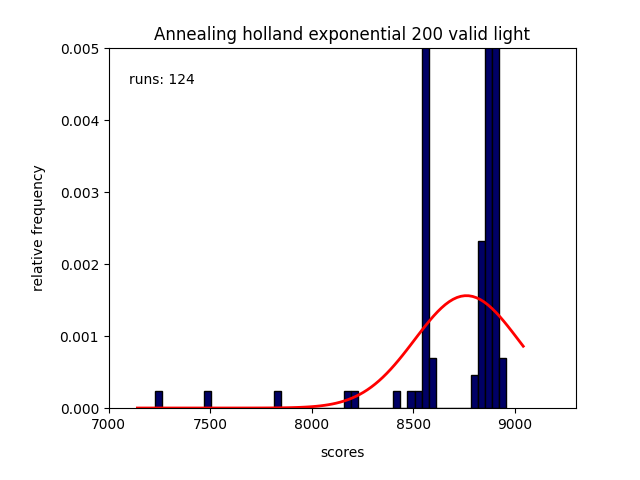 Annealing holland exponential 200 valid light
runs: 124
relative frequency
0.005
0.004
0.003
0.002
0.001
0.000
7000 7500 8000 8500 9000
scores